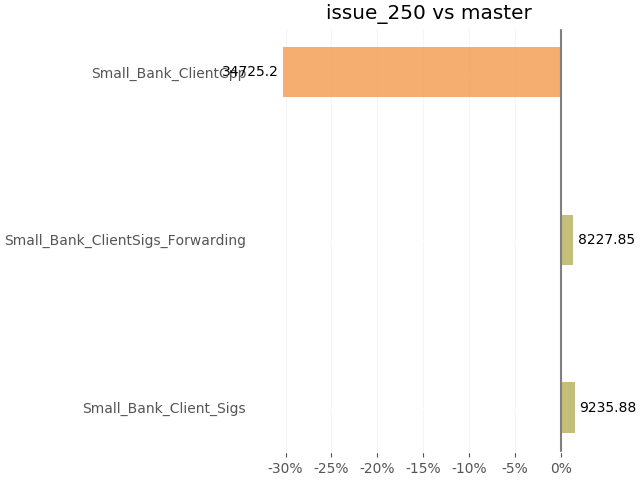 issue_250 vs master
Small_Bank_ClientCpp
34725.2
Small_Bank_ClientSigs_Forwarding
8227.85
Small_Bank_Client_Sigs
9235.88
-30% -25% -20% -15% -10% -5% 0%